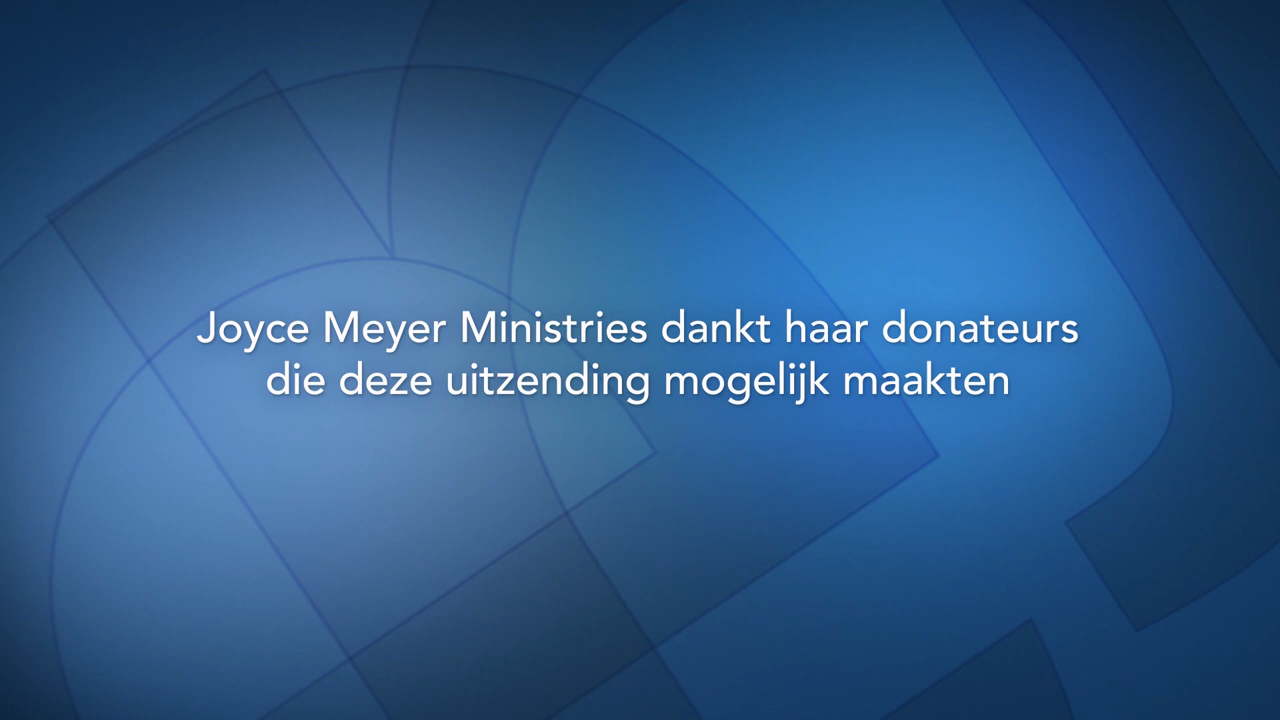 Joyce Meyer Ministries dankt haar donateurs
die deze uitzending mogelijk maakten